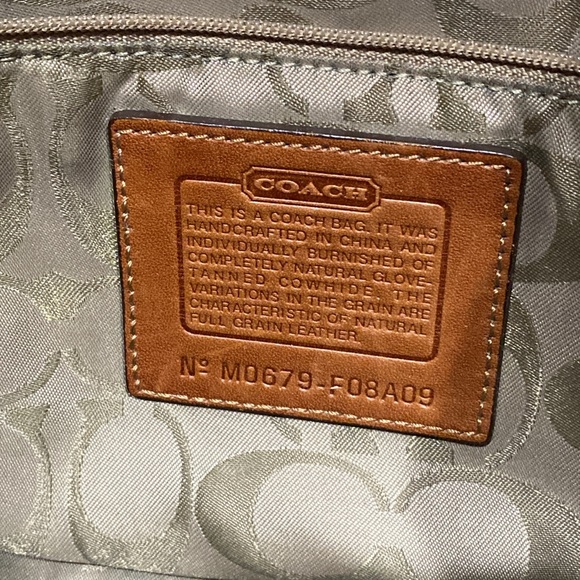 COACH
THIS IS A COACH BAG. IT WAS
HANDCRAFTED IN CHINA AND
INDIVIDUALLY BURNISHED OF
COMPLETELY NATURAL GLOVE-
TANNED COWHIDE. THE
VARIATIONS IN THE GRAIN ARE
CHARACTERISTIC OF NATURAL
FULL GRAIN LEATHER.
Nº M0679-F08A09